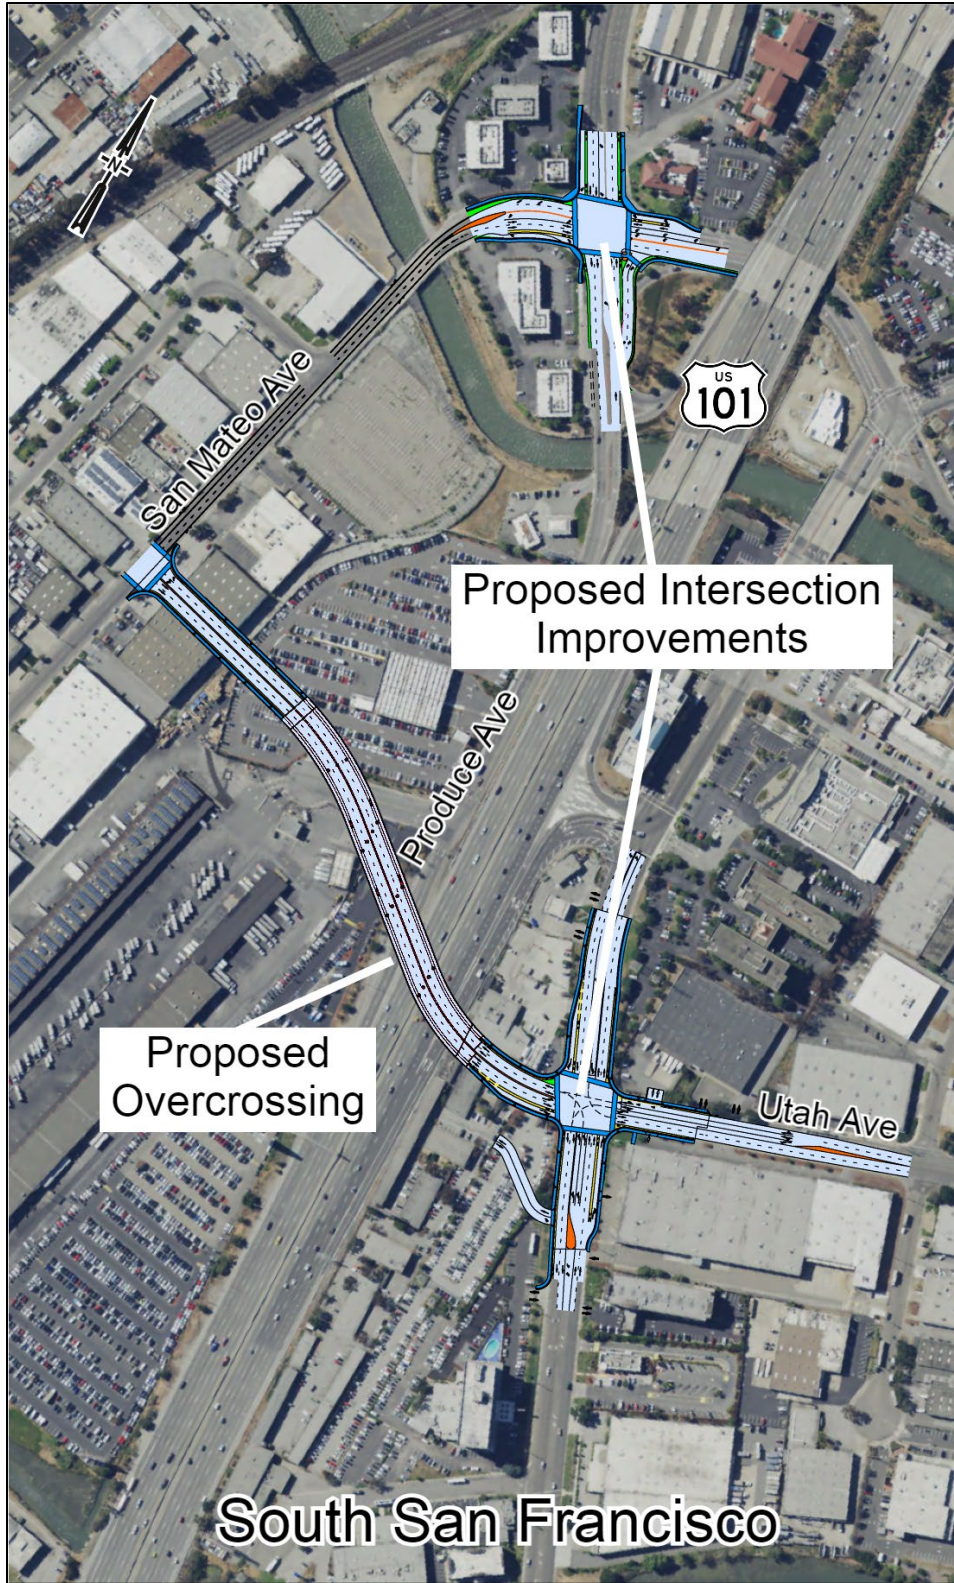 N
San Mateo Ave
US
101
Proposed Intersection
Improvements
Produce Ave
Proposed
Overcrossing
Utah Ave
South San Francisco